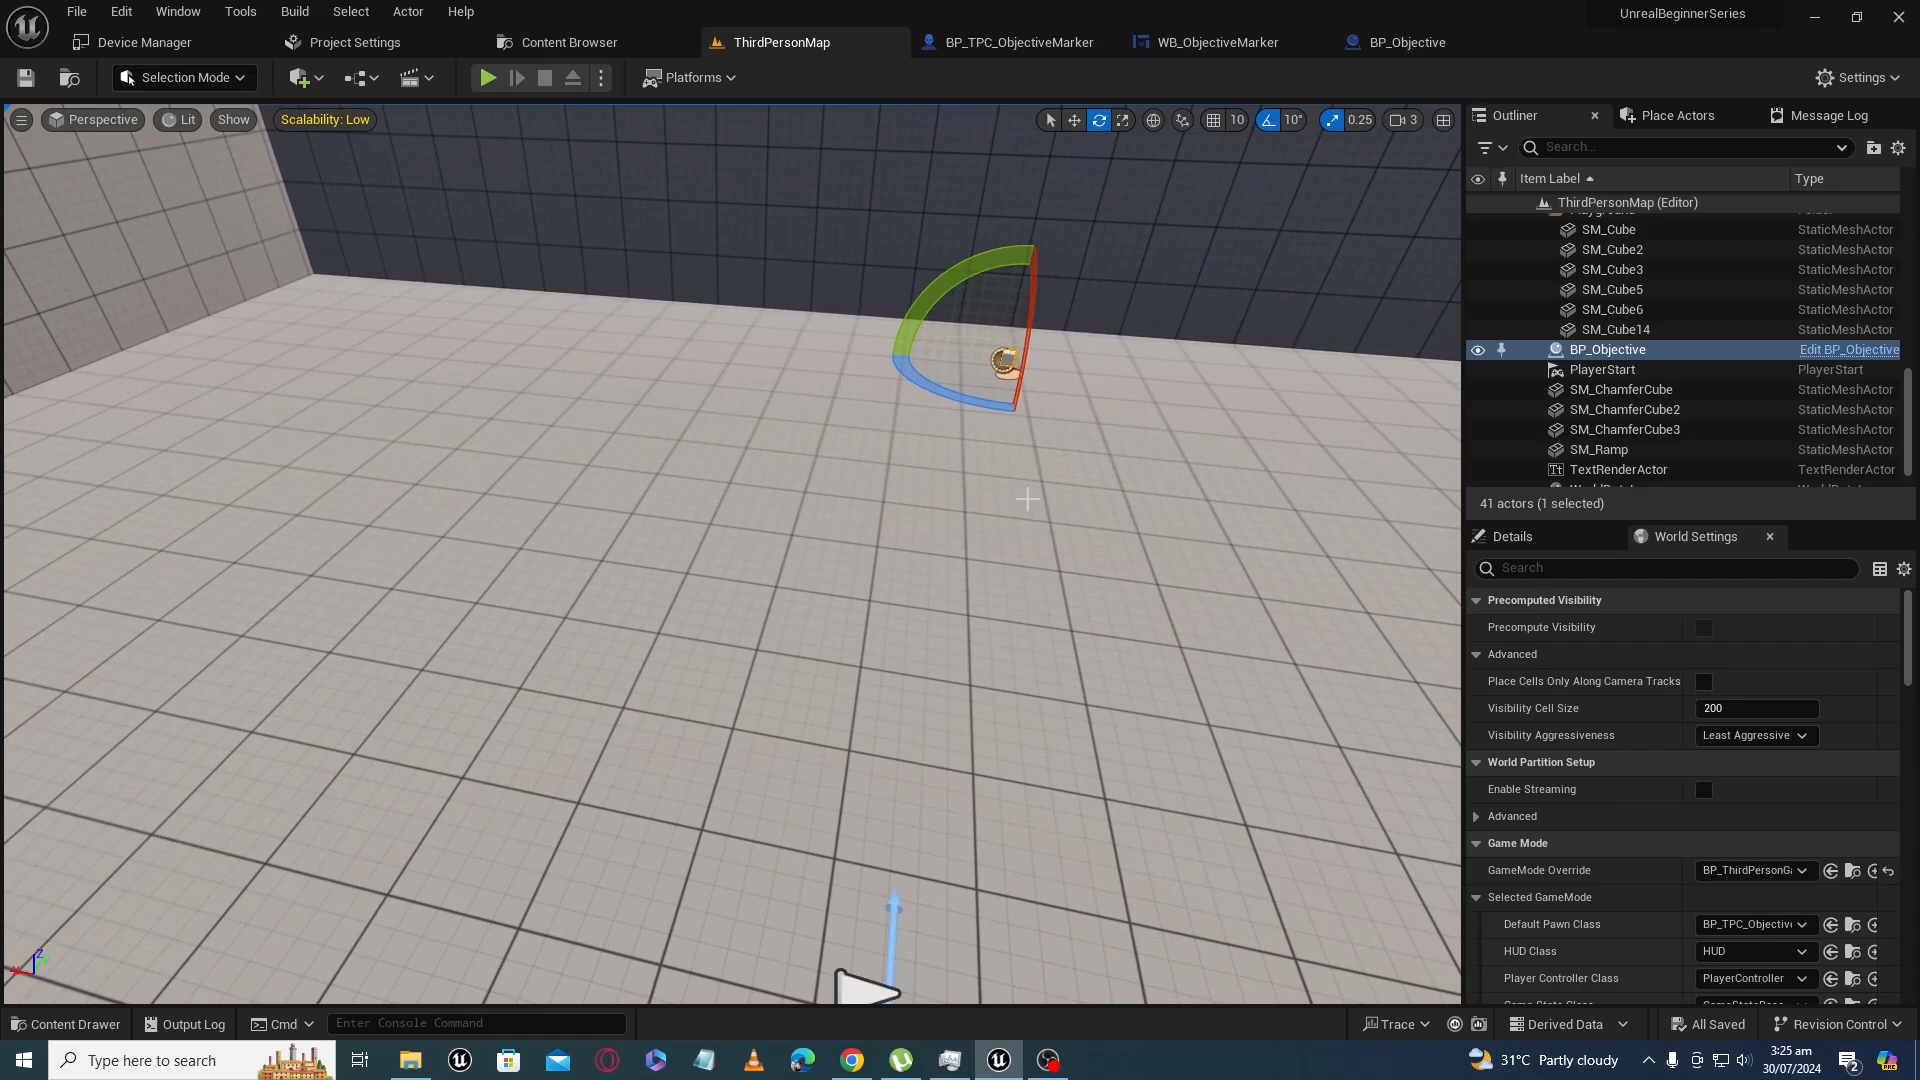 File Edit Window Tools Build Select Actor Help
UnrealBeginnerSeries
Device Manager
Project Settings
Content Browser
ThirdPersonMap
BP_TPC_ObjectiveMarker
WB_ObjectiveMarker
BP_Objective
Selection Mode
Platforms
Settings
Perspective
Lit
Show
Scalability: Low
10
10°
0.25
3
Outliner
Place Actors
Message Log
Search...
Item Label
Type
ThirdPersonMap (Editor)
SM_Cube StaticMeshActor
SM_Cube2 StaticMeshActor
SM_Cube3 StaticMeshActor
SM_Cube5 StaticMeshActor
SM_Cube6 StaticMeshActor
SM_Cube14 StaticMeshActor
BP_Objective Edit BP_Objective
PlayerStart PlayerStart
SM_ChamferCube StaticMeshActor
SM_ChamferCube2 StaticMeshActor
SM_ChamferCube3 StaticMeshActor
SM_Ramp StaticMeshActor
TextRenderActor TextRenderActor
41 actors (1 selected)
Details
World Settings
Search
Precomputed Visibility
Precompute Visibility
Advanced
Place Cells Only Along Camera Tracks
Visibility Cell Size 200
Visibility Aggressiveness Least Aggressive
World Partition Setup
Enable Streaming
Advanced
Game Mode
GameMode Override BP_ThirdPersonGa
Selected GameMode
Default Pawn Class BP_TPC_Objectiv
HUD Class HUD
Player Controller Class PlayerController
Content Drawer
Output Log
Cmd
Enter Console Command
Trace
Derived Data
All Saved
Revision Control
Type here to search
31°C Partly cloudy
3:25 am
30/07/2024
2